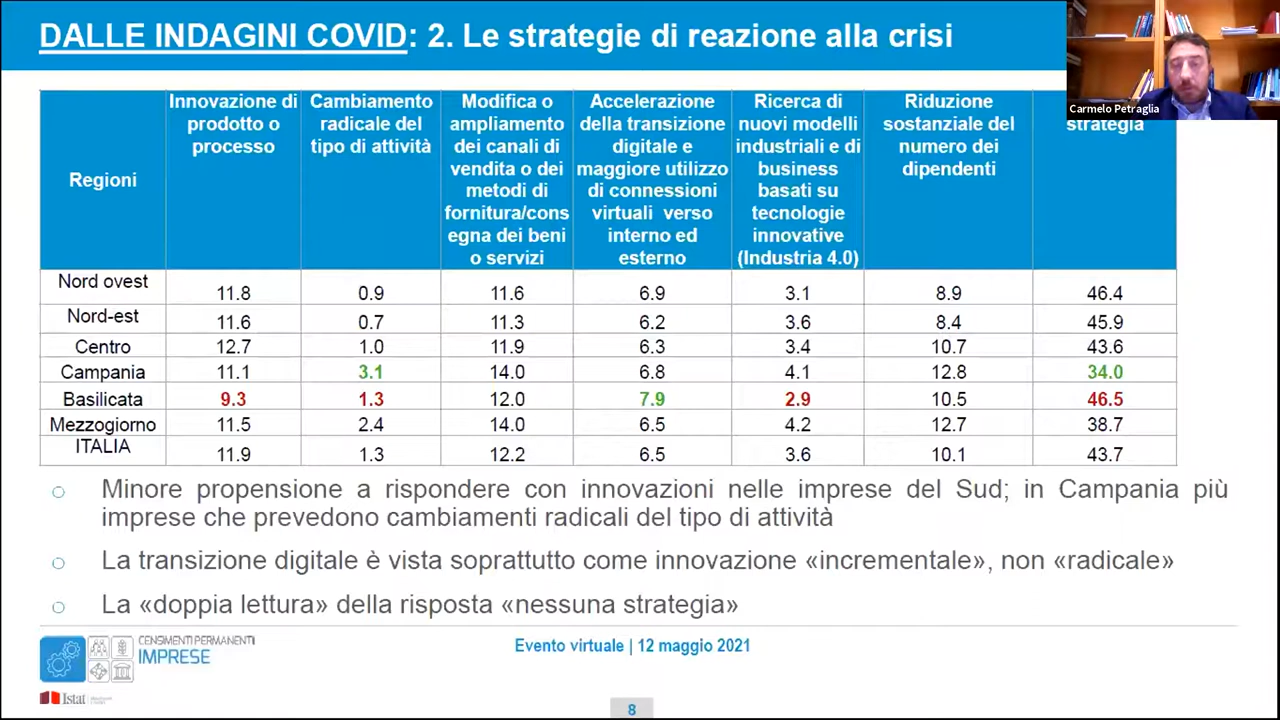 DALLE INDAGINI COVID: 2. Le strategie di reazione alla crisi
Carmelo Petraglia
Regioni
Innovazione di
prodotto o
processo
Cambiamento
radicale del
tipo di attività
Modifica o
ampliamento
dei canali di
vendita o dei
metodi di
fornitura/cons
egna dei beni
o servizi
Accelerazione
della transizione
digitale e
maggiore utilizzo
di connessioni
virtuali verso
interno ed
esterno
Ricerca di
nuovi modelli
industriali e di
business
basati su
tecnologie
innovative
(Industria 4.0)
Riduzione
sostanziale del
numero dei
dipendenti
strategia
Nord ovest 11.8 0.9 11.6 6.9 3.1 8.9 46.4
Nord-est 11.6 0.7 11.3 6.2 3.6 8.4 45.9
Centro 12.7 1.0 11.9 6.3 3.4 10.7 43.6
Campania 11.1 3.1 14.0 6.8 4.1 12.8 34.0
Basilicata 9.3 1.3 12.0 7.9 2.9 10.5 46.5
Mezzogiorno 11.5 2.4 14.0 6.5 4.2 12.7 38.7
ITALIA 11.9 1.3 12.2 6.5 3.6 10.1 43.7
Minore propensione a rispondere con innovazioni nelle imprese del Sud; in Campania più
imprese che prevedono cambiamenti radicali del tipo di attività
La transizione digitale è vista soprattutto come innovazione «incrementale», non «radicale»
La «doppia lettura» della risposta «nessuna strategia»
CENSIMENTI PERMANENTI
IMPRESE
Evento virtuale | 12 maggio 2021
Istat
8